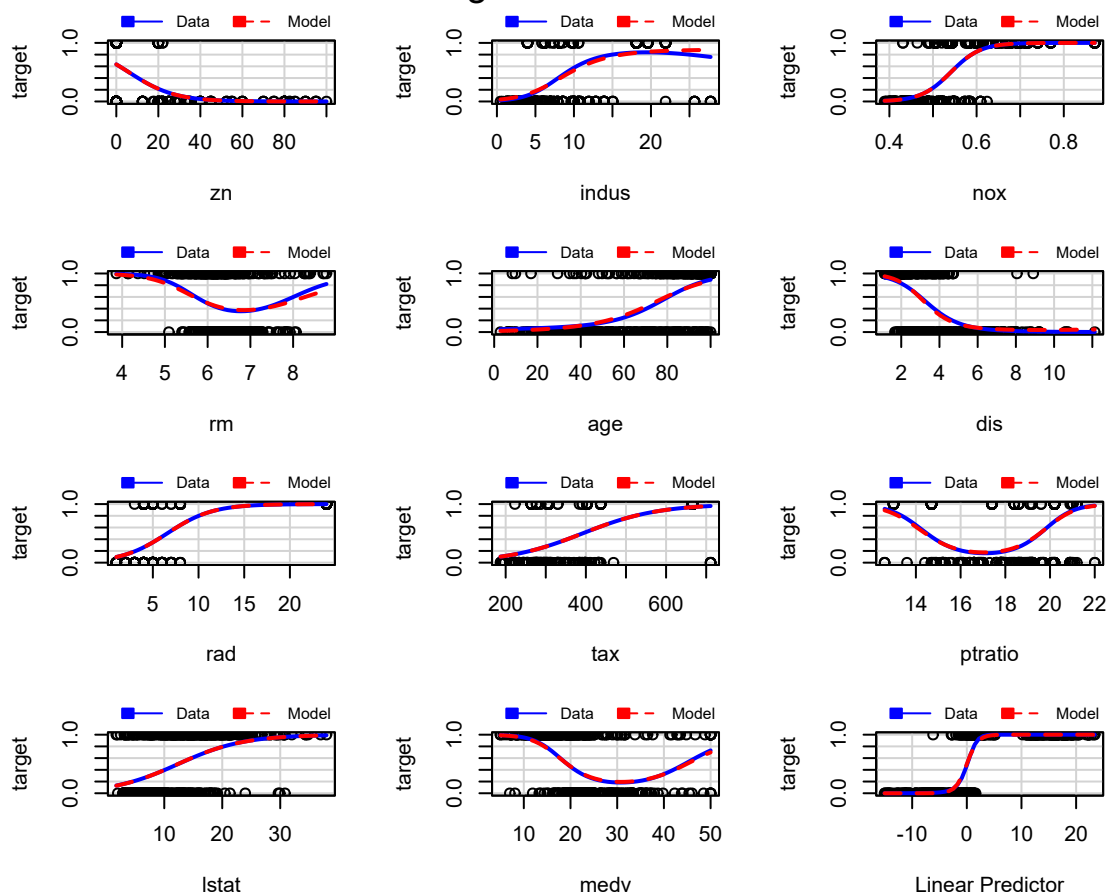 Data Model Data Model Data Model
target 0.0 1.0 target 0.0 1.0 target 0.0 1.0
0 20 40 60 80 0 5 10 20 0.4 0.6 0.8
zn indus nox
Data Model Data Model Data Model
target 0.0 1.0 target 0.0 1.0 target 0.0 1.0
4 5 6 7 8 0 20 40 60 80 2 4 6 8 10
rm age dis
Data Model Data Model Data Model
target 0.0 1.0 target 0.0 1.0 target 0.0 1.0
5 10 15 20 200 400 600 14 16 18 20 22
rad tax ptratio
Data Model Data Model Data Model
target 0.0 1.0 target 0.0 1.0 target 0.0 1.0
10 20 30 10 20 30 40 50 -10 0 10 20
lstat medv Linear Predictor